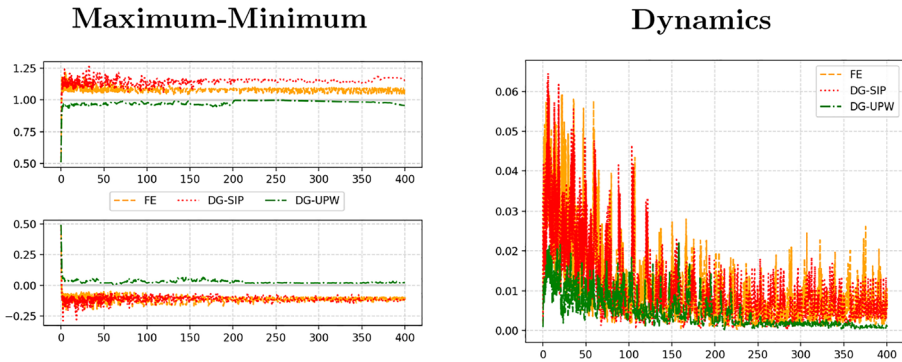 Maximum-Minimum
1.25
1.00
0.75
0.50
0 50 100 150 200 250 300 350 400
FE DG-SIP DG-UPW
0.50
0.25
0.00
−0.25
0 50 100 150 200 250 300 350 400
Dynamics
FE
DG-SIP
DG-UPW
0.06
0.05
0.04
0.03
0.02
0.01
0.00
0 50 100 150 200 250 300 350 400